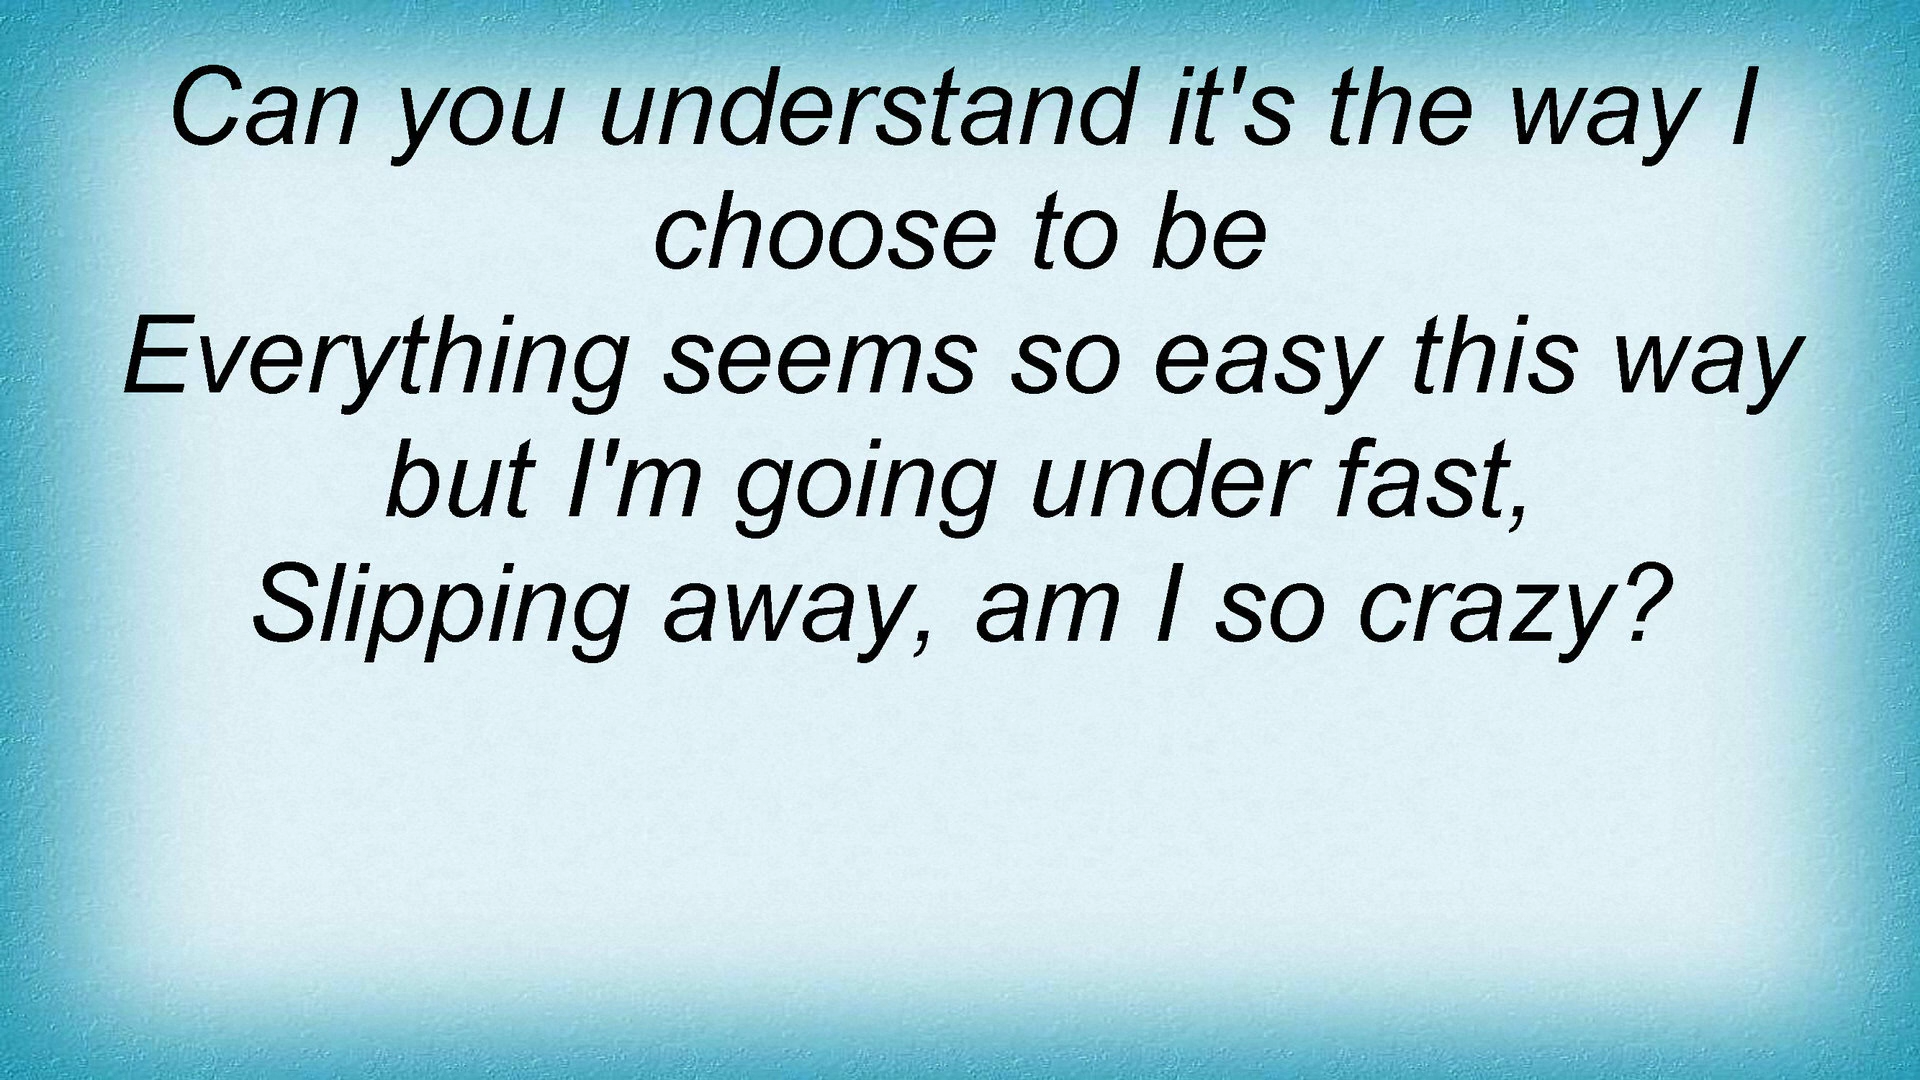 Can you understand it's the way I
choose to be
Everything seems so easy this way
but I'm going under fast,
Slipping away, am I so crazy?